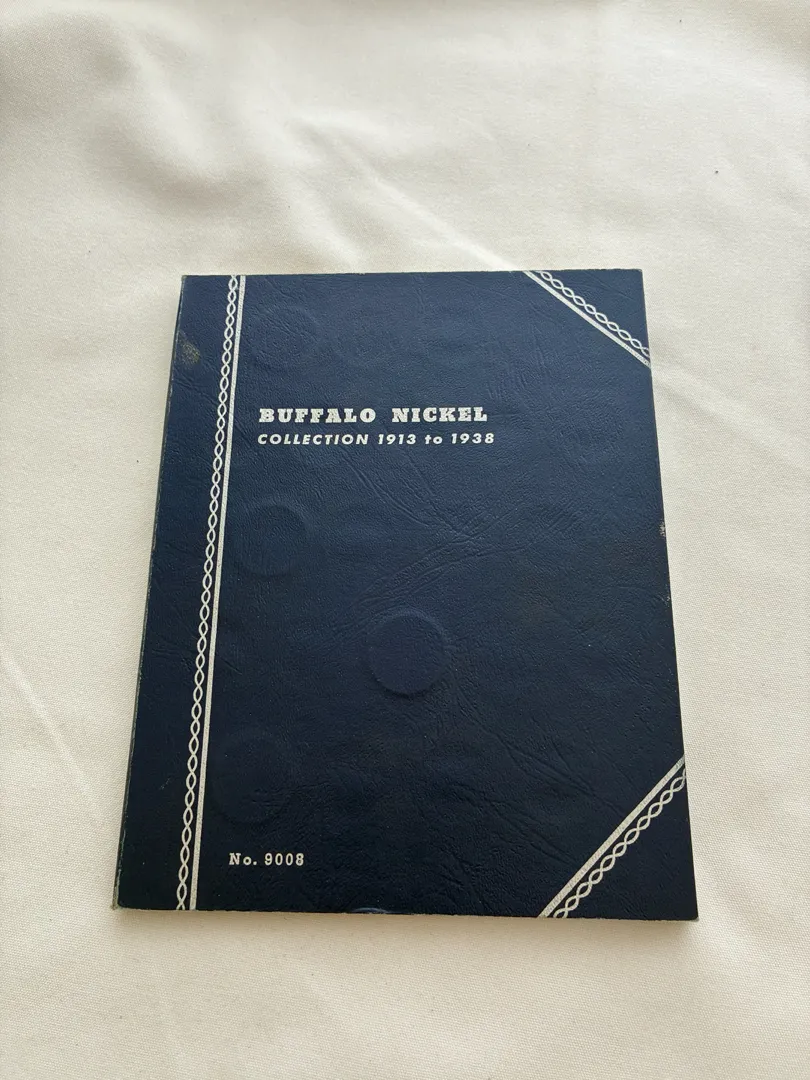 BUFFALO NICKEL
COLLECTION 1913 to 1938
No. 9008